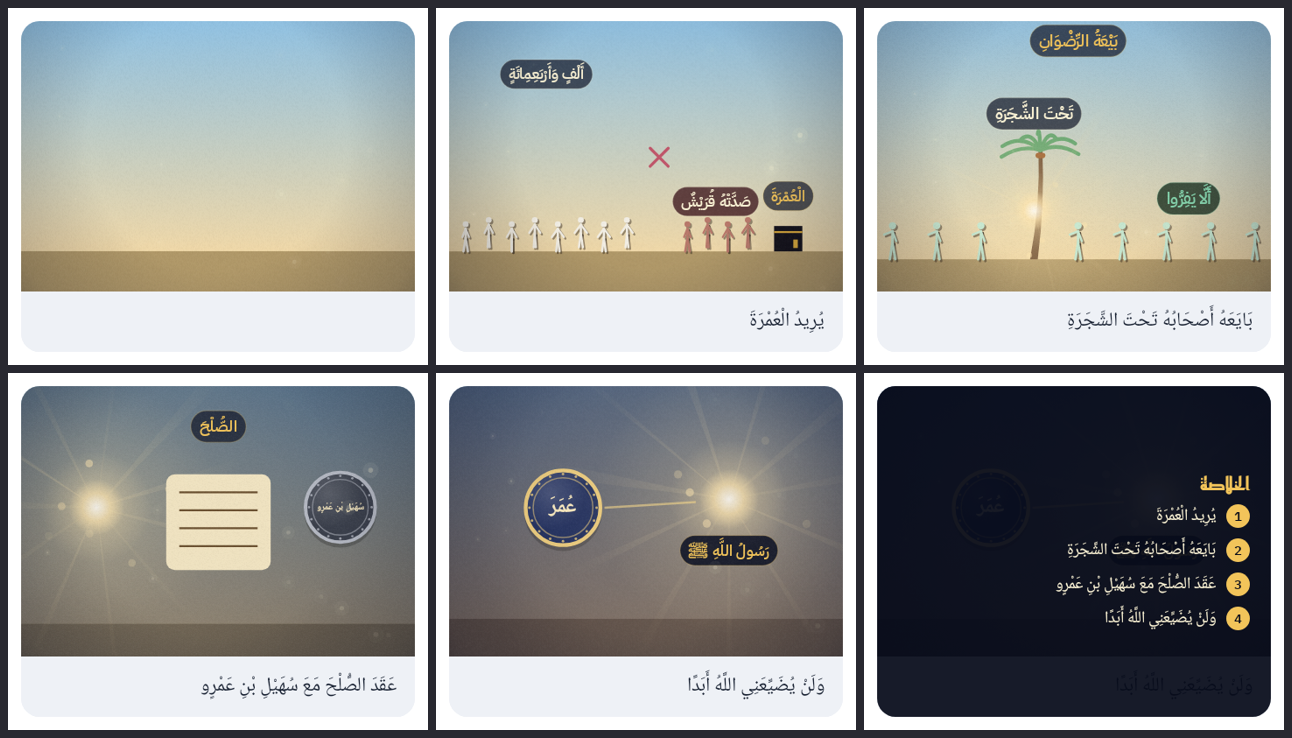 أَلْفٍ وَأَرْبَعِمِائَةٍ
الْعُمْرَةَ
صَدَّتْهُ قُرَيْشٌ
يُرِيدُ الْعُمْرَةَ
بَيْعَةُ الرِّضْوَانِ
تَحْتَ الشَّجَرَةِ
أَلَّا يَفِرُّوا
بَايَعَهُ أَصْحَابُهُ تَحْتَ الشَّجَرَةِ
الصُّلْحَ
سُهَيْلِ بْنِ عَمْرٍو
عَقَدَ الصُّلْحَ مَعَ سُهَيْلِ بْنِ عَمْرٍو
عُمَرَ
رَسُولُ اللَّهِ ﷺ
وَلَنْ يُضَيِّعَنِي اللَّهُ أَبَدًا
عُمَرَ
الخلاصة
1 يُرِيدُ الْعُمْرَةَ
2 بَايَعَهُ أَصْحَابُهُ تَحْتَ الشَّجَرَةِ
3 عَقَدَ الصُّلْحَ مَعَ سُهَيْلِ بْنِ عَمْرٍو
4 وَلَنْ يُضَيِّعَنِي اللَّهُ أَبَدًا
وَلَنْ يُضَيِّعَنِي اللَّهُ أَبَدًا